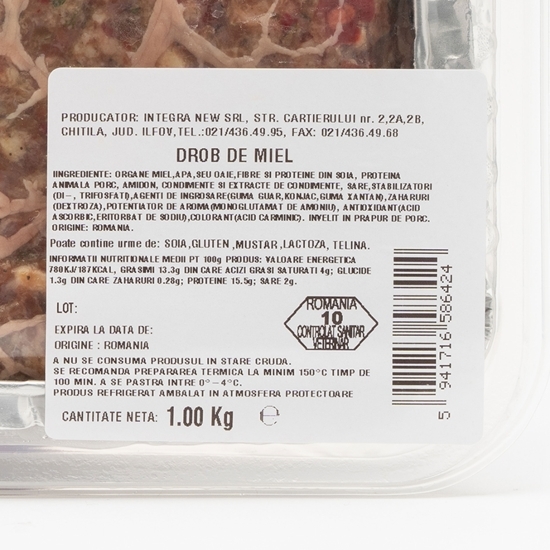 PRODUCATOR: INTEGRA NEW SRL, STR. CARTIERULUI nr. 2,2A,2B,
CHITILA, JUD. ILFOV,TEL.:021/436.49.95, FAX: 021/436.49.68
DROB DE MIEL
IINGREDIENTE: ORGANE MIEL,APA,SEU OAIE,FIBRE SI PROTEINE DIN SOIA, PROTEINA
ANIMALA PORC, AMIDON, CONDIMENTE SI EXTRACTE DE CONDIMENTE, SARE,STABILIZATORI
(DI-, TRIFOSFATI),AGENTI DE INGROSARE(GUMA GUAR,KONJAC,GUMA XANTAN),ZAHARURI
(DEXTROZA),POTENTIATOR DE AROMA(MONOGLUTAMAT DE AMONIU), ANTIOXIDANT(ACID
ASCORBIC,ERITORBAT DE SODIU),COLORANT(ACID CARMINIC). INVELIT IN PRAPUR DE PORC.
ORIGINE: ROMANIA.
Poate contine urme de: SOIA,GLUTEN,MUSTAR,LACTOZA, TELINA.
INFORMATII NUTRITIONALE MEDII PT 100g PRODUS: VALOARE ENERGETICA
780KJ/187KCAL, GRASIMI 13.3g DIN CARE ACIZI GRASI SATURATI 4g; GLUCIDE
1.3g DIN CARE ZAHARURI 0.28g; PROTEINE 15.5g; SARE 2g.
LOT:
EXPIRA LA DATA DE:
ORIGINE : ROMANIA
ROMANIA
10
CONTROLAT SANITAR
VETERINAR
A NU SE CONSUMA PRODUSUL IN STARE CRUDA.
SE RECOMANDA PREPARAREA TERMICA LA MINIM 150°C TIMP DE
100 MIN. A SE PASTRA INTRE 0°-4°C.
PRODUS REFRIGERAT AMBALAT IN ATMOSFERA PROTECTOARE
CANTITATE NETA: 1.00 Kg ℮
5 941716 586424